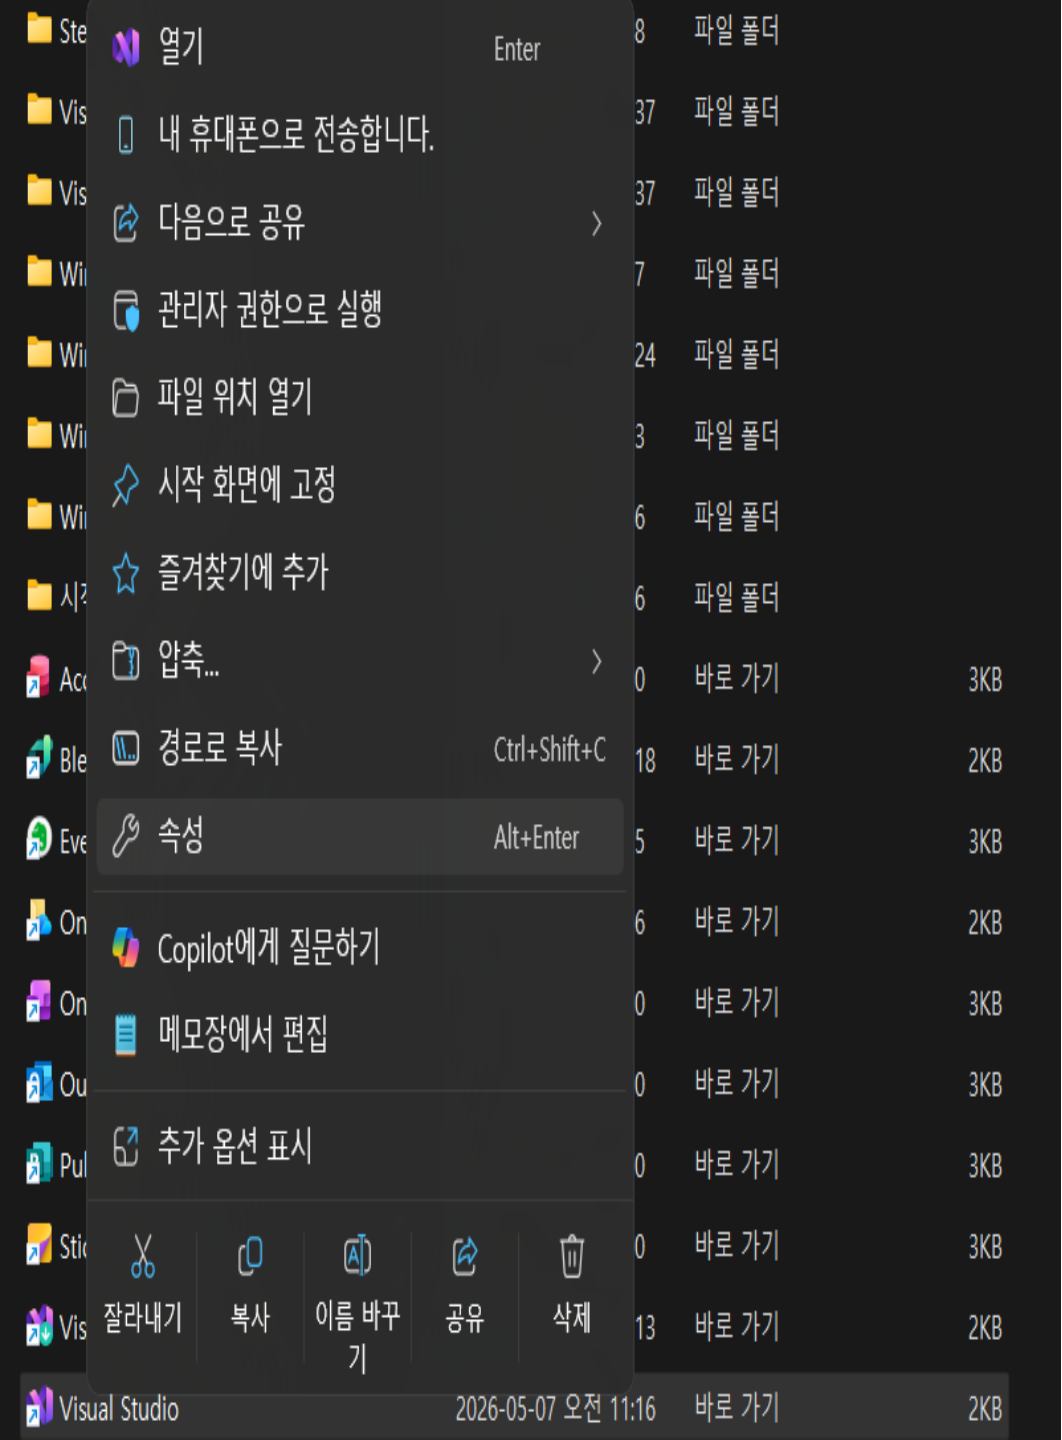 Ste
8 파일 폴더
열기 Enter
Vis
37 파일 폴더
내 휴대폰으로 전송합니다.
Vis
37 파일 폴더
다음으로 공유
7 파일 폴더
관리자 권한으로 실행
24 파일 폴더
파일 위치 열기
3 파일 폴더
시작 화면에 고정
6 파일 폴더
즐겨찾기에 추가
6 파일 폴더
압축...
Acc
0 바로 가기 3KB
경로로 복사 Ctrl+Shift+C
Ble
18 바로 가기 2KB
속성 Alt+Enter
Eve
5 바로 가기 3KB
On
6 바로 가기 2KB
Copilot에게 질문하기
On
0 바로 가기 3KB
메모장에서 편집
Ou
0 바로 가기 3KB
추가 옵션 표시
Pul
0 바로 가기 3KB
Stic
0 바로 가기 3KB
잘라내기 복사 이름 바꾸기 공유 삭제
Vis
13 바로 가기 2KB
Visual Studio 2026-05-07 오전 11:16 바로 가기 2KB